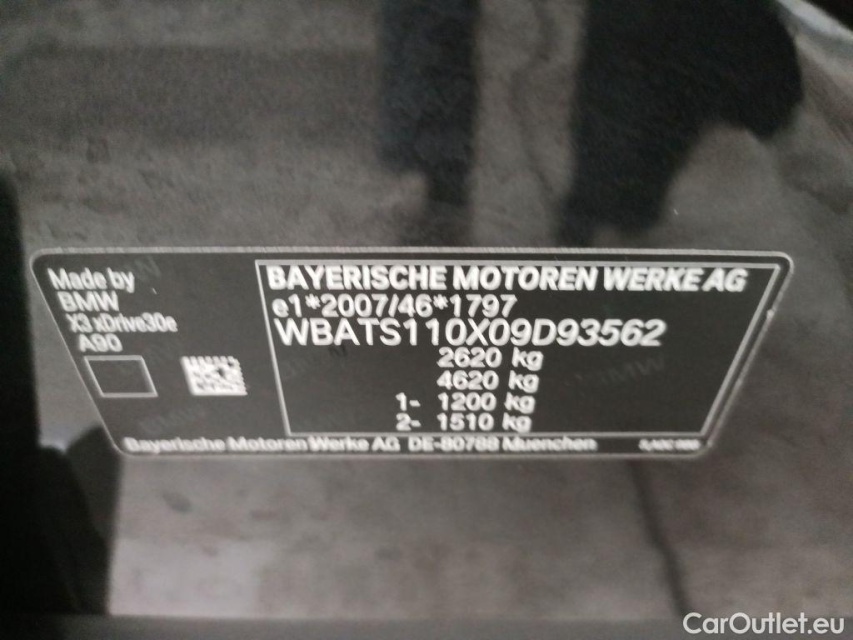 Made by
BMW
X3 xDrive30e
A90
BAYERISCHE MOTOREN WERKE AG
e1*2007/46*1797
WBATS110X09D93562
2620 kg
4620 kg
1- 1200 kg
2- 1510 kg
Bayerische Motoren Werke AG DE-80788 Muenchen
CarOutlet.eu